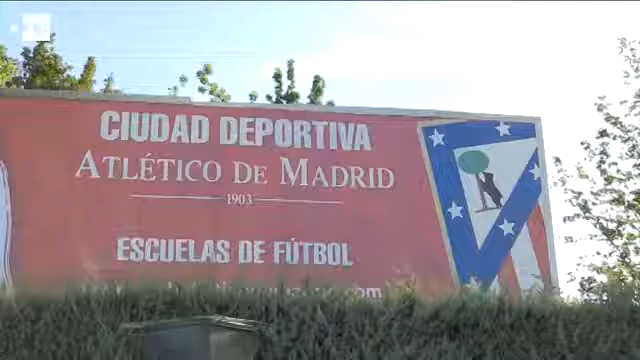 CIUDAD DEPORTIVA
ATLÉTICO DE MADRID
1903
ESCUELAS DE FÚTBOL